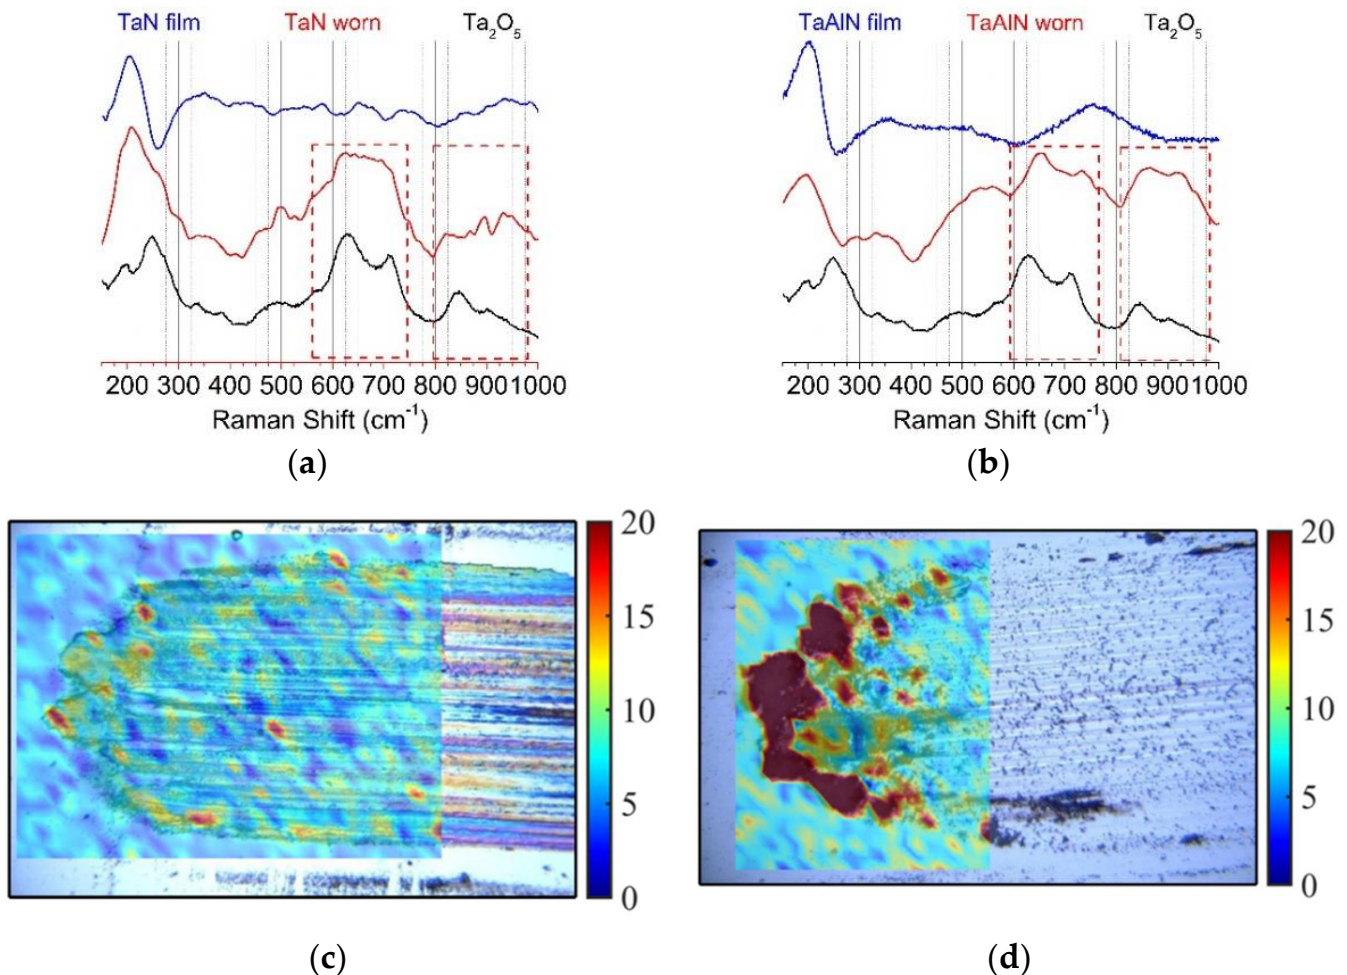 TaN film TaN worn Ta₂O₅
200 300 400 500 600 700 800 900 1000
Raman Shift (cm⁻¹)
(a)
TaAlN film TaAlN worn Ta₂O₅
200 300 400 500 600 700 800 900 1000
Raman Shift (cm⁻¹)
(b)
20
15
10
5
0
(c)
20
15
10
5
0
(d)